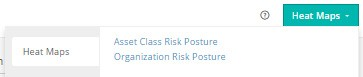 Heat Maps
Heat Maps
Asset Class Risk Posture
Organization Risk Posture